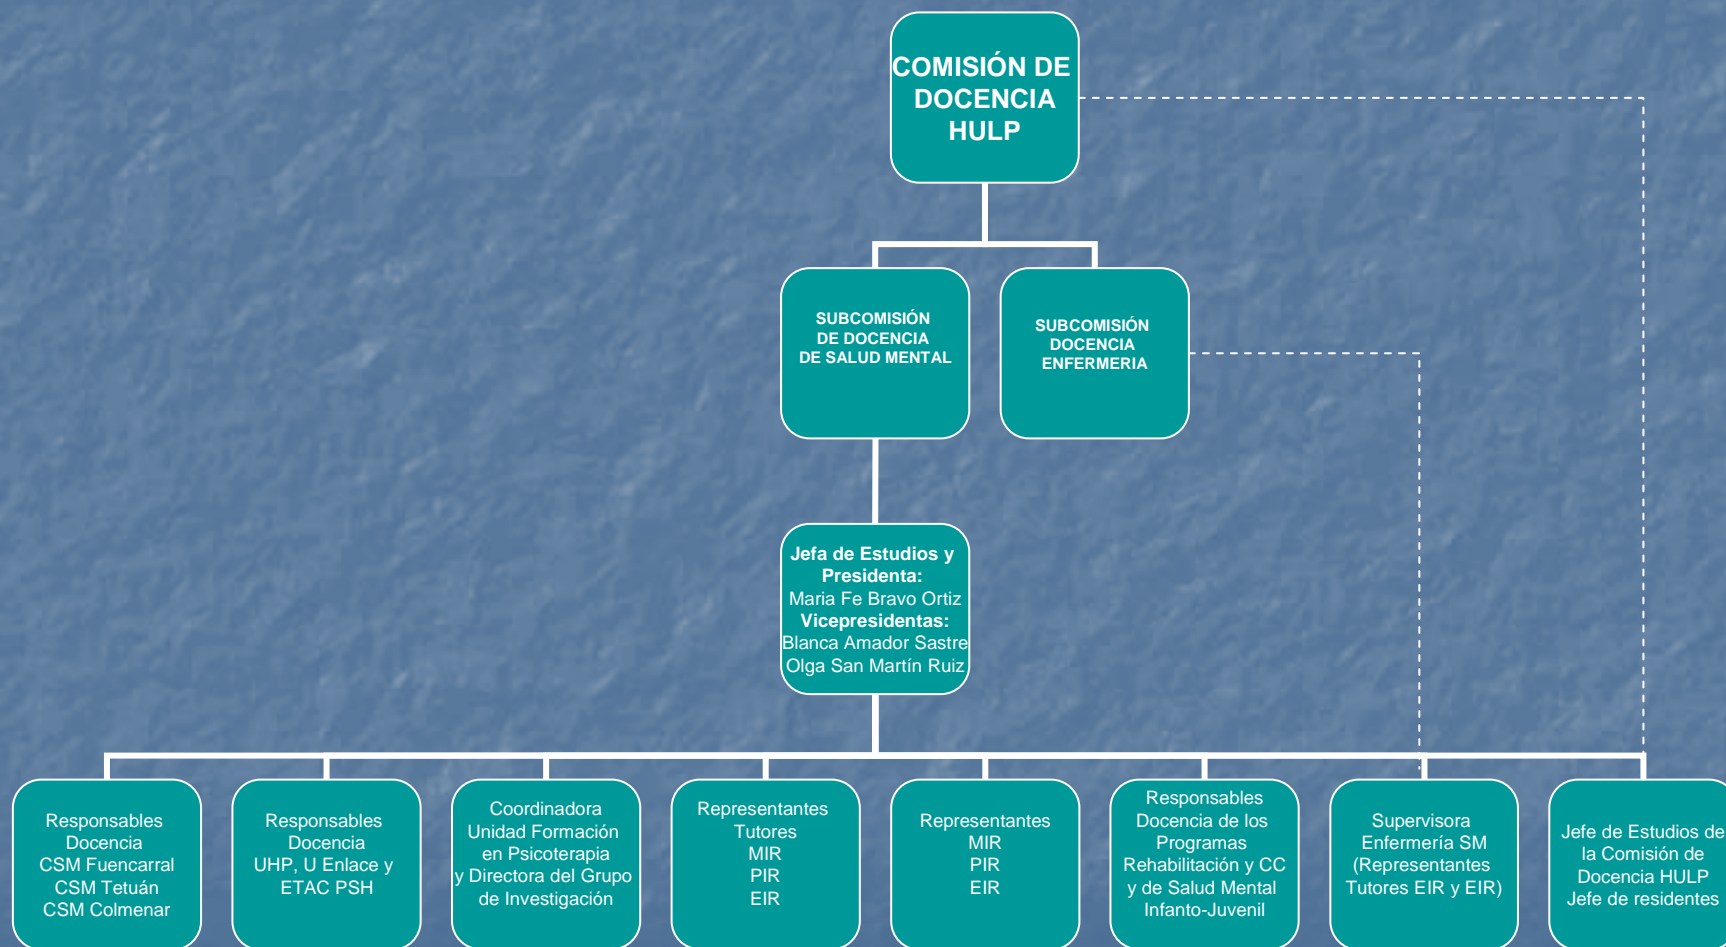 COMISIÓN DE
DOCENCIA
HULP
SUBCOMISIÓN
DE DOCENCIA
DE SALUD MENTAL
SUBCOMISIÓN
DOCENCIA
ENFERMERIA
Jefa de Estudios y
Presidenta:
Maria Fe Bravo Ortiz
Vicepresidentas:
Blanca Amador Sastre
Olga San Martín Ruiz
Responsables
Docencia
CSM Fuencarral
CSM Tetuán
CSM Colmenar
Responsables
Docencia
UHP, U Enlace y
ETAC PSH
Coordinadora
Unidad Formación
en Psicoterapia
y Directora del Grupo
de Investigación
Representantes
Tutores
MIR
PIR
EIR
Representantes
MIR
PIR
EIR
Responsables
Docencia de los
Programas
Rehabilitación y CC
y de Salud Mental
Infanto-Juvenil
Supervisora
Enfermería SM
(Representantes
Tutores EIR y EIR)
Jefe de Estudios de
la Comisión de
Docencia HULP
Jefe de residentes